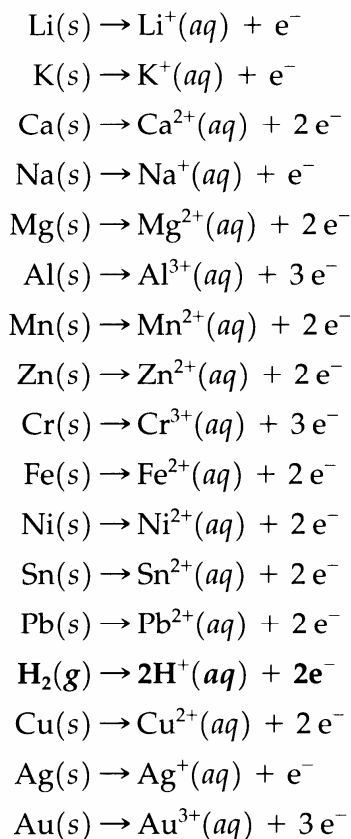 Li(s) → Li⁺(aq) + e⁻
K(s) → K⁺(aq) + e⁻
Ca(s) → Ca²⁺(aq) + 2 e⁻
Na(s) → Na⁺(aq) + e⁻
Mg(s) → Mg²⁺(aq) + 2 e⁻
Al(s) → Al³⁺(aq) + 3 e⁻
Mn(s) → Mn²⁺(aq) + 2 e⁻
Zn(s) → Zn²⁺(aq) + 2 e⁻
Cr(s) → Cr³⁺(aq) + 3 e⁻
Fe(s) → Fe²⁺(aq) + 2 e⁻
Ni(s) → Ni²⁺(aq) + 2 e⁻
Sn(s) → Sn²⁺(aq) + 2 e⁻
Pb(s) → Pb²⁺(aq) + 2 e⁻
H₂(g) → 2H⁺(aq) + 2e⁻
Cu(s) → Cu²⁺(aq) + 2 e⁻
Ag(s) → Ag⁺(aq) + e⁻
Au(s) → Au³⁺(aq) + 3 e⁻